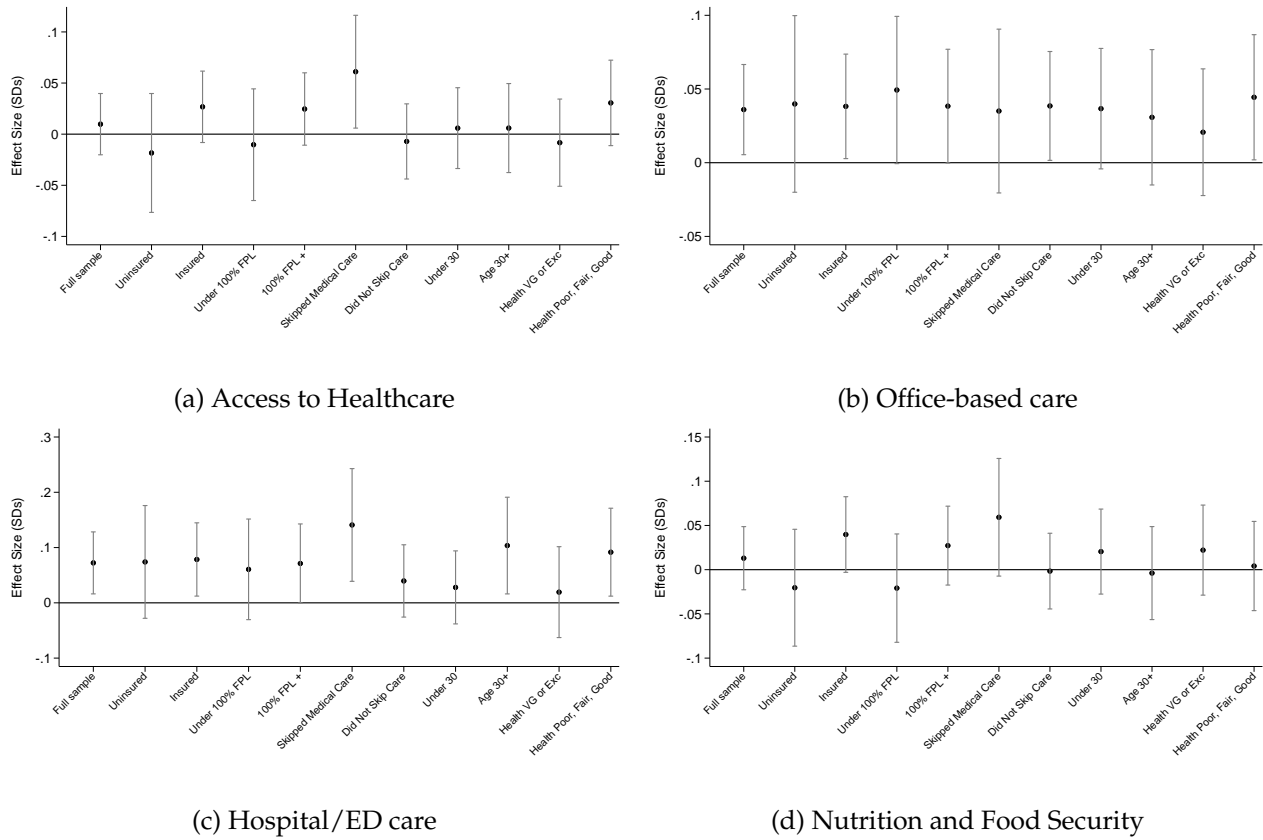 Effect Size (SDs)
.1
.05
0
-.05
-.1
Full sample
Uninsured
Insured
Under 100% FPL
100% FPL +
Skipped Medical Care
Did Not Skip Care
Under 30
Age 30+
Health VG or Exc
Health Poor, Fair, Good
(a) Access to Healthcare
Effect Size (SDs)
.1
.05
0
-.05
Full sample
Uninsured
Insured
Under 100% FPL
100% FPL +
Skipped Medical Care
Did Not Skip Care
Under 30
Age 30+
Health VG or Exc
Health Poor, Fair, Good
(b) Office-based care
Effect Size (SDs)
.3
.2
.1
0
-.1
Full sample
Uninsured
Insured
Under 100% FPL
100% FPL +
Skipped Medical Care
Did Not Skip Care
Under 30
Age 30+
Health VG or Exc
Health Poor, Fair, Good
(c) Hospital/ED care
Effect Size (SDs)
.15
.1
.05
0
-.05
-.1
Full sample
Uninsured
Insured
Under 100% FPL
100% FPL +
Skipped Medical Care
Did Not Skip Care
Under 30
Age 30+
Health VG or Exc
Health Poor, Fair, Good
(d) Nutrition and Food Security